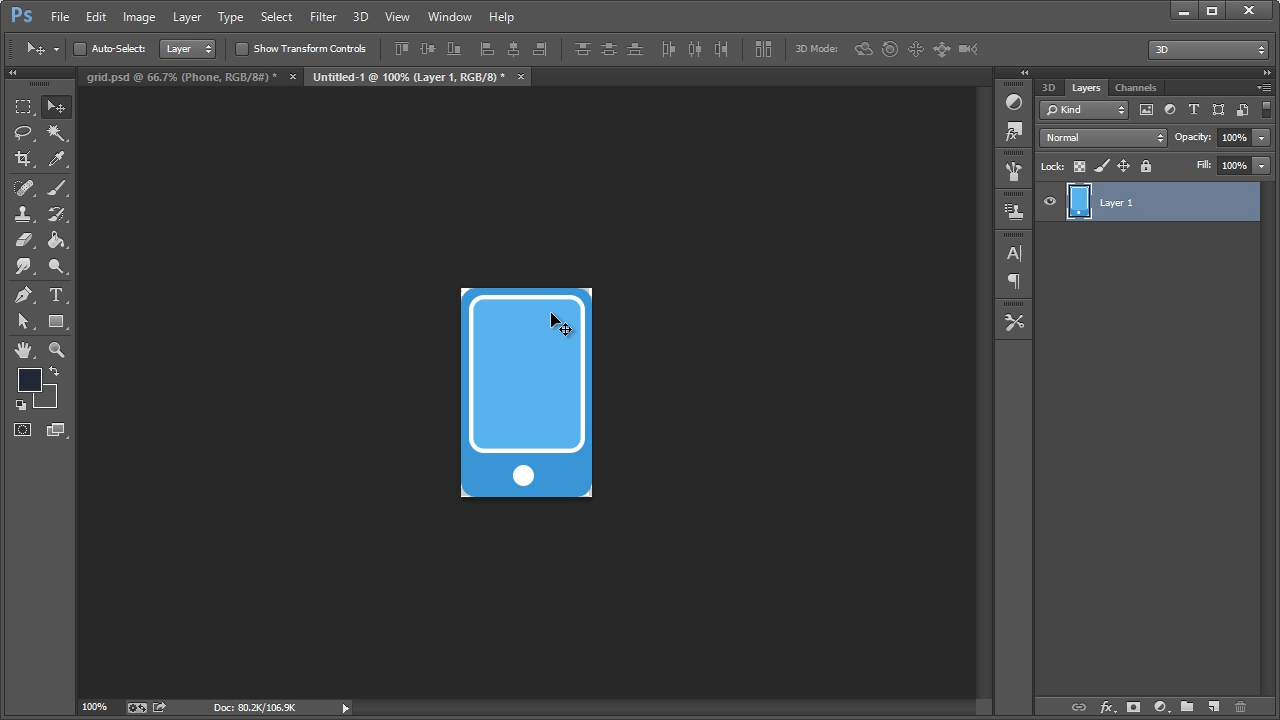 Ps File Edit Image Layer Type Select Filter 3D View Window Help
Auto-Select: Layer Show Transform Controls 3D Mode: 3D
grid.psd @ 66.7% (Phone, RGB/8#) * × Untitled-1 @ 100% (Layer 1, RGB/8) * ×
3D Layers Channels
Kind
Normal Opacity: 100%
Lock: Fill: 100%
Layer 1
100% Doc: 80.2K/106.9K